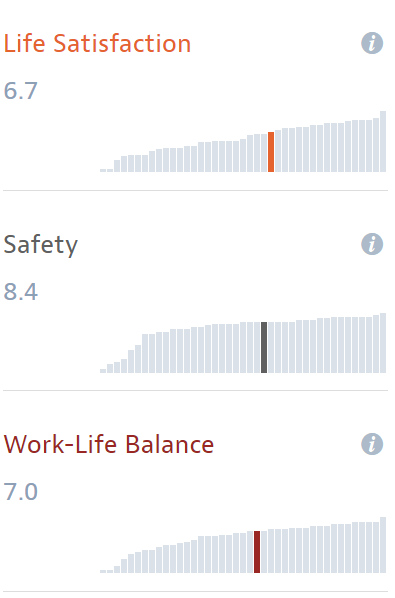 Life Satisfaction
i
6.7
Safety
i
8.4
Work-Life Balance
i
7.0